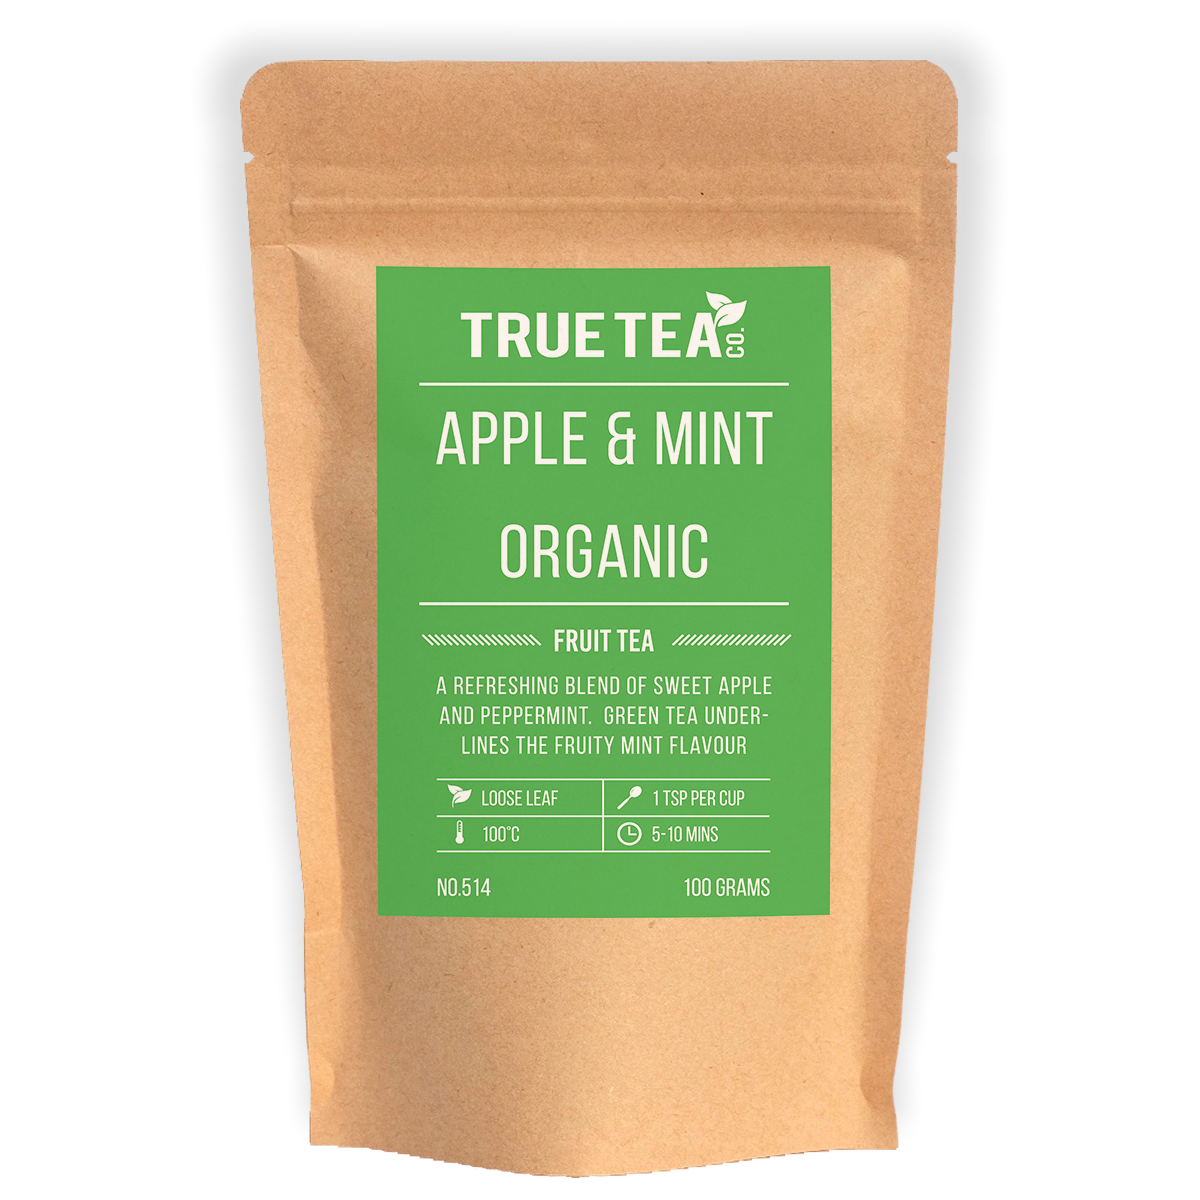 TRUE TEA CO.
APPLE & MINT
ORGANIC
FRUIT TEA
A REFRESHING BLEND OF SWEET APPLE
AND PEPPERMINT. GREEN TEA UNDER-
LINES THE FRUITY MINT FLAVOUR
LOOSE LEAF
1 TSP PER CUP
100°C
5-10 MINS
NO.514
100 GRAMS